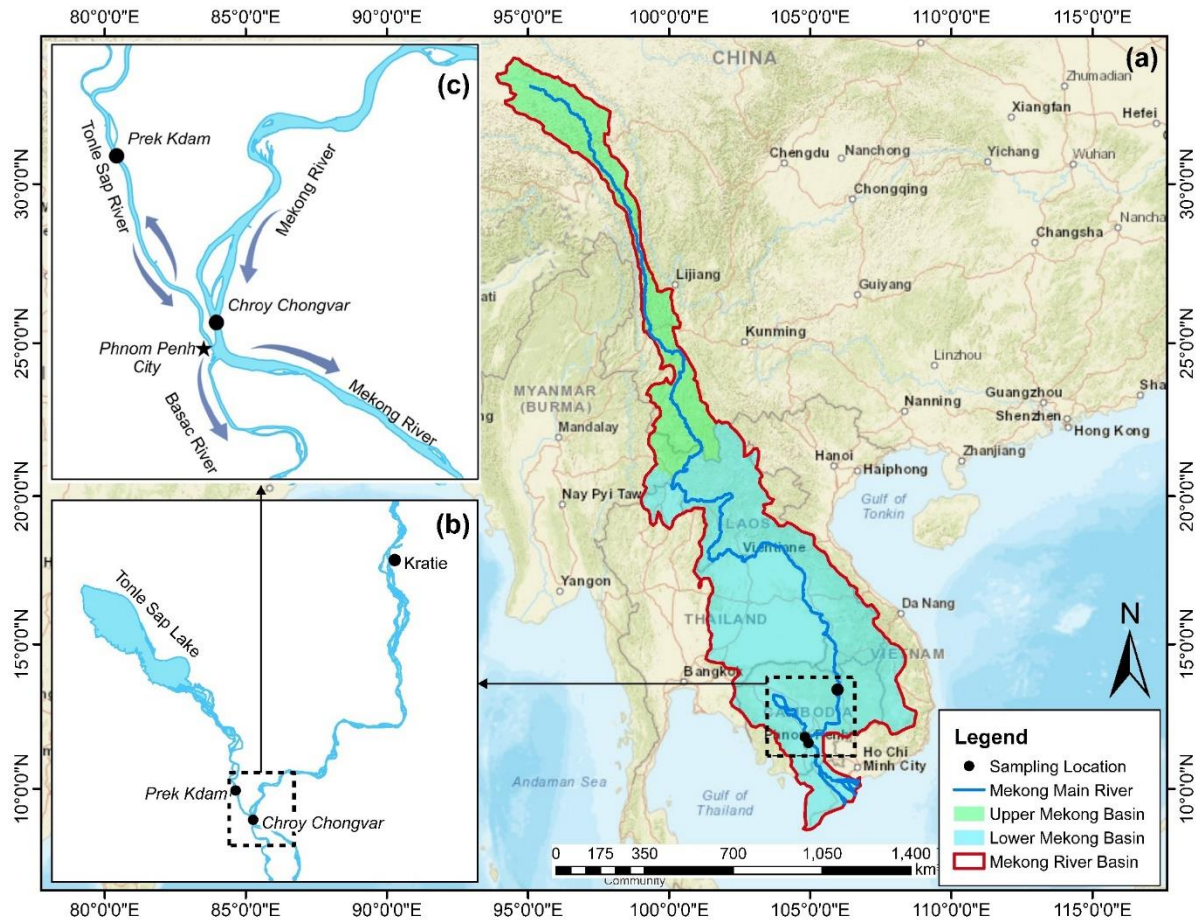 80°0'0"E 85°0'0"E 90°0'0"E 95°0'0"E 100°0'0"E 105°0'0"E 110°0'0"E 115°0'0"E
(c)
Prek Kdam
Tonle Sap River
Mekong River
Chroy Chongvar
Phnom Penh
City
Basac River
Mekong River
(b)
Kratie
Tonle Sap Lake
Prek Kdam
Chroy Chongvar
(a)
CHINA
Zhumadian
Xiangfan
Hefei
Chengdu
Nanchong
Yichang
Wuhan
Chongqing
Nancha
Changsha
Lijiang
ati
Guiyang
Kunming
Linzhou
Sha
MYANMAR
(BURMA)
Guangzhou
Shenzhen
Nanning
Mandalay
Hong Kong
Hanoi
Zhanjiang
Haiphong
Nay Pyi Taw
Gulf of
Tonkin
LAOS
Vientiane
Yangon
Da Nang
THAILAND
VIETNAM
Bangkok
CAMBODIA
Ho Chi
Minh City
Andaman Sea
Gulf of
Thailand
N
H
0 175 350 700 1,050 1,400
km
Community
Legend
Sampling Location
Mekong Main River
Upper Mekong Basin
Lower Mekong Basin
Mekong River Basin
30°0'0"N
25°0'0"N
20°0'0"N
15°0'0"N
10°0'0"N
30°0'0"N
25°0'0"N
20°0'0"N
15°0'0"N
10°0'0"N
80°0'0"E 85°0'0"E 90°0'0"E 95°0'0"E 100°0'0"E 105°0'0"E 110°0'0"E 115°0'0"E